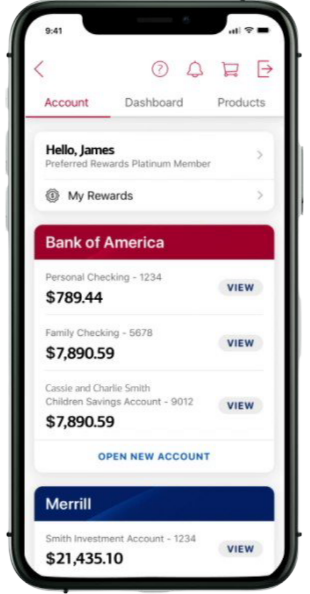 9:41
Account Dashboard Products
Hello, James
Preferred Rewards Platinum Member
My Rewards
Bank of America
Personal Checking - 1234
$789.44
VIEW
Family Checking - 5678
$7,890.59
VIEW
Cassie and Charlie Smith
Children Savings Account - 9012
$7,890.59
VIEW
OPEN NEW ACCOUNT
Merrill
Smith Investment Account - 1234
$21,435.10
VIEW